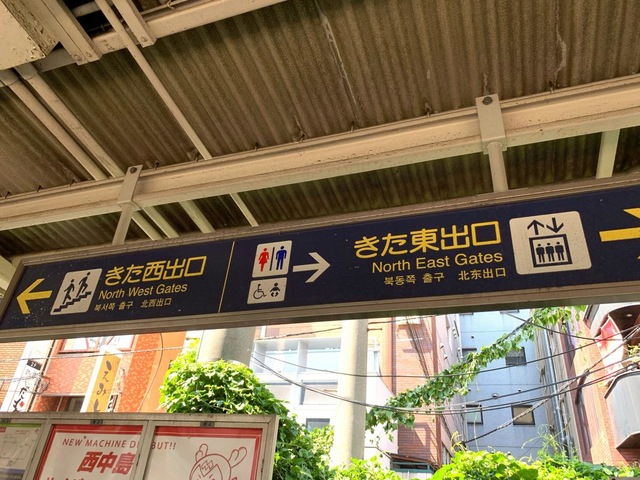 きた西出口
North West Gates
북서쪽 출구 北西出口
きた東出口
North East Gates
북동쪽 출구 北东出口
NEW MACHINE DEBUT!!
西中島